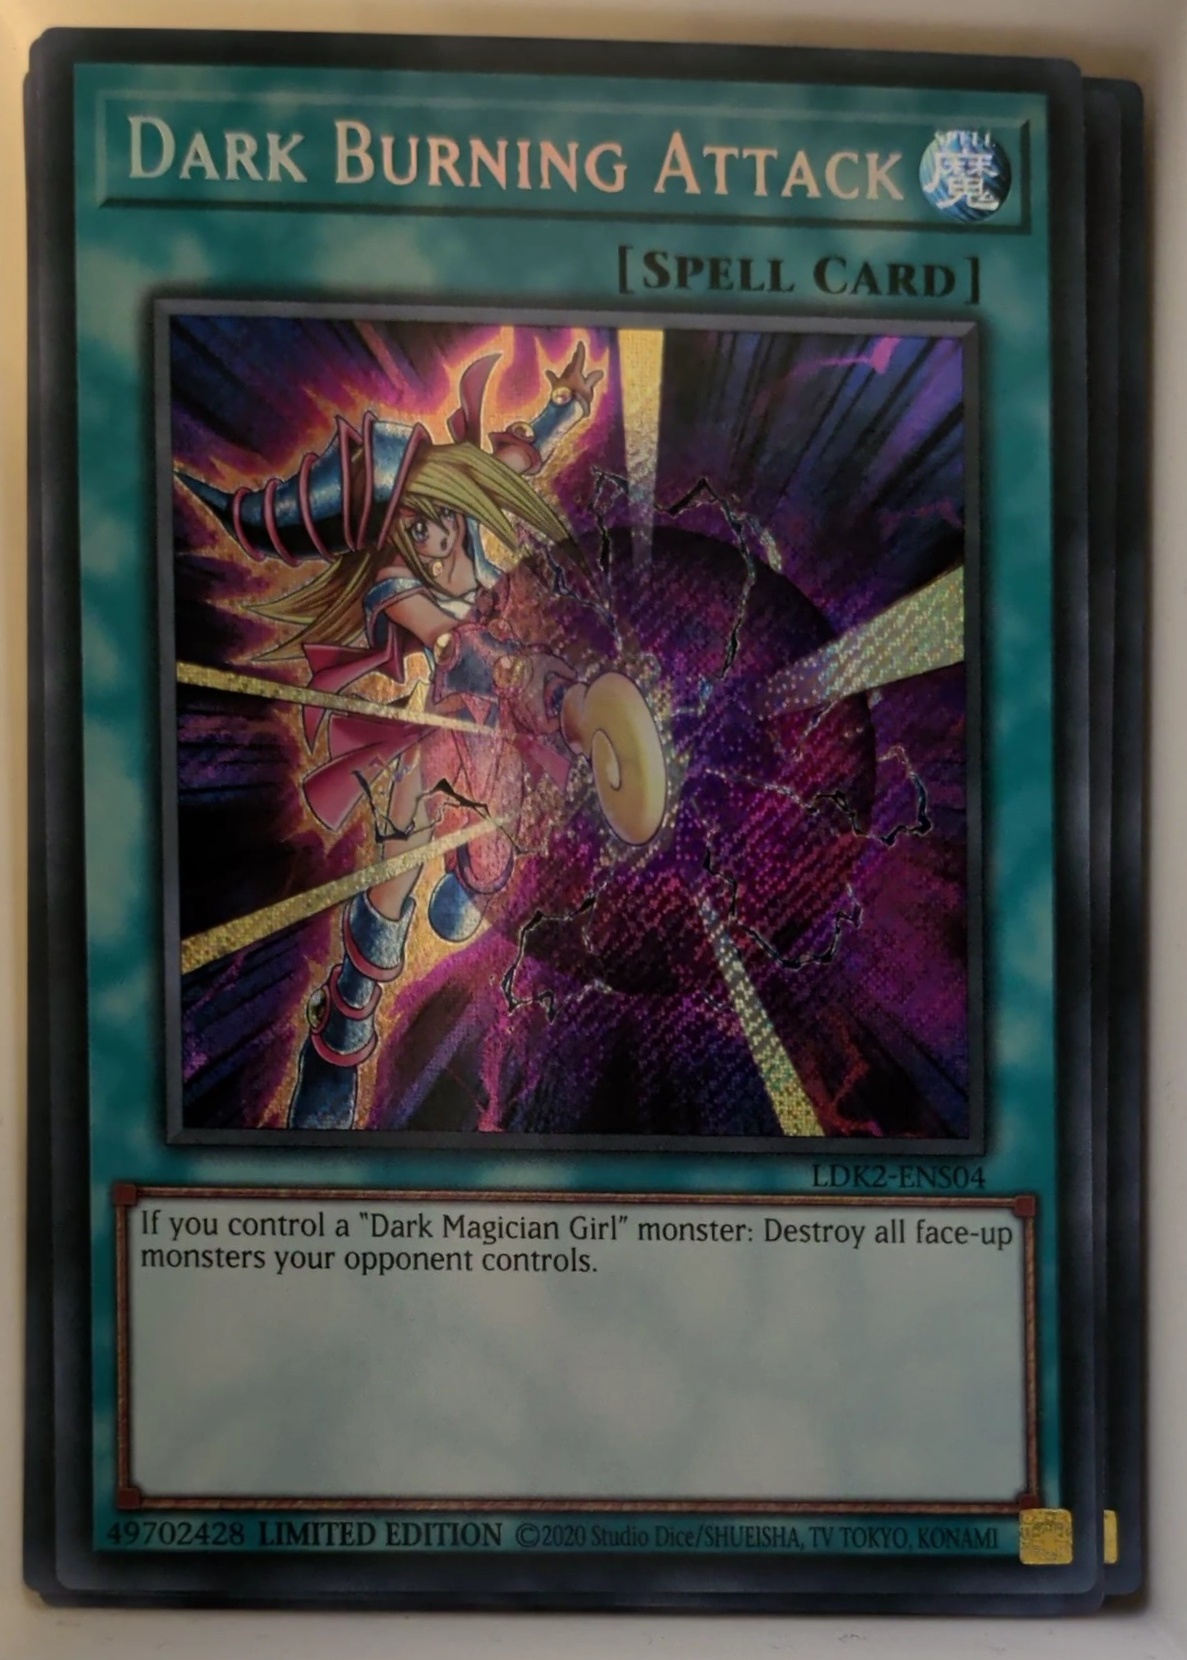 DARK BURNING ATTACK
SPELL
魔
[SPELL CARD]
LDK2-ENS04
If you control a "Dark Magician Girl" monster: Destroy all face-up
monsters your opponent controls.
49702428 LIMITED EDITION ©2020 Studio Dice/SHUEISHA, TV TOKYO, KONAMI